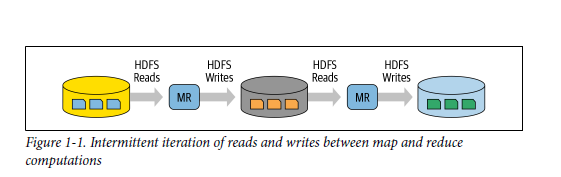 HDFS Reads
HDFS Writes
HDFS Reads
HDFS Writes
MR
MR
Figure 1-1. Intermittent iteration of reads and writes between map and reduce
computations